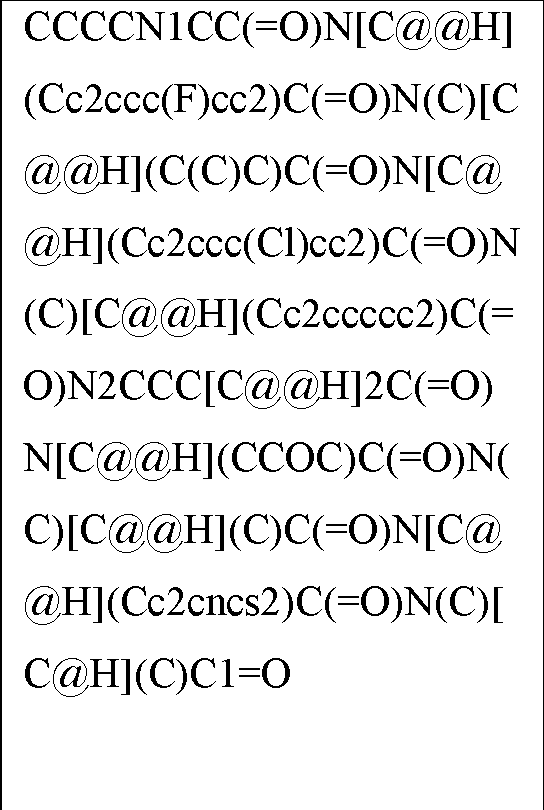 CCCCN1CC(=O)N[C@@H]
(Cc2ccc(F)cc2)C(=O)N(C)[C
@@H](C(C)C)C(=O)N[C@
@H](Cc2ccc(Cl)cc2)C(=O)N
(C)[C@@H](Cc2ccccc2)C(=
O)N2CCC[C@@H]2C(=O)
N[C@@H](CCOC)C(=O)N(
C)[C@@H](C)C(=O)N[C@
@H](Cc2cncs2)C(=O)N(C)[
C@H](C)C1=O